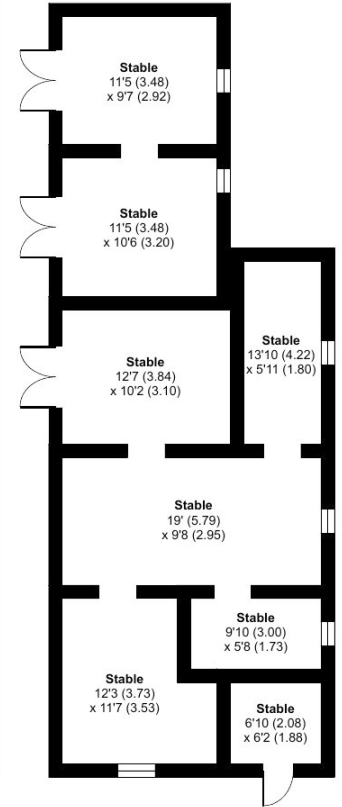 Stable
11'5 (3.48)
x 9'7 (2.92)
Stable
11'5 (3.48)
x 10'6 (3.20)
Stable
13'10 (4.22)
x 5'11 (1.80)
Stable
12'7 (3.84)
x 10'2 (3.10)
Stable
19' (5.79)
x 9'8 (2.95)
Stable
9'10 (3.00)
x 5'8 (1.73)
Stable
12'3 (3.73)
x 11'7 (3.53)
Stable
6'10 (2.08)
x 6'2 (1.88)